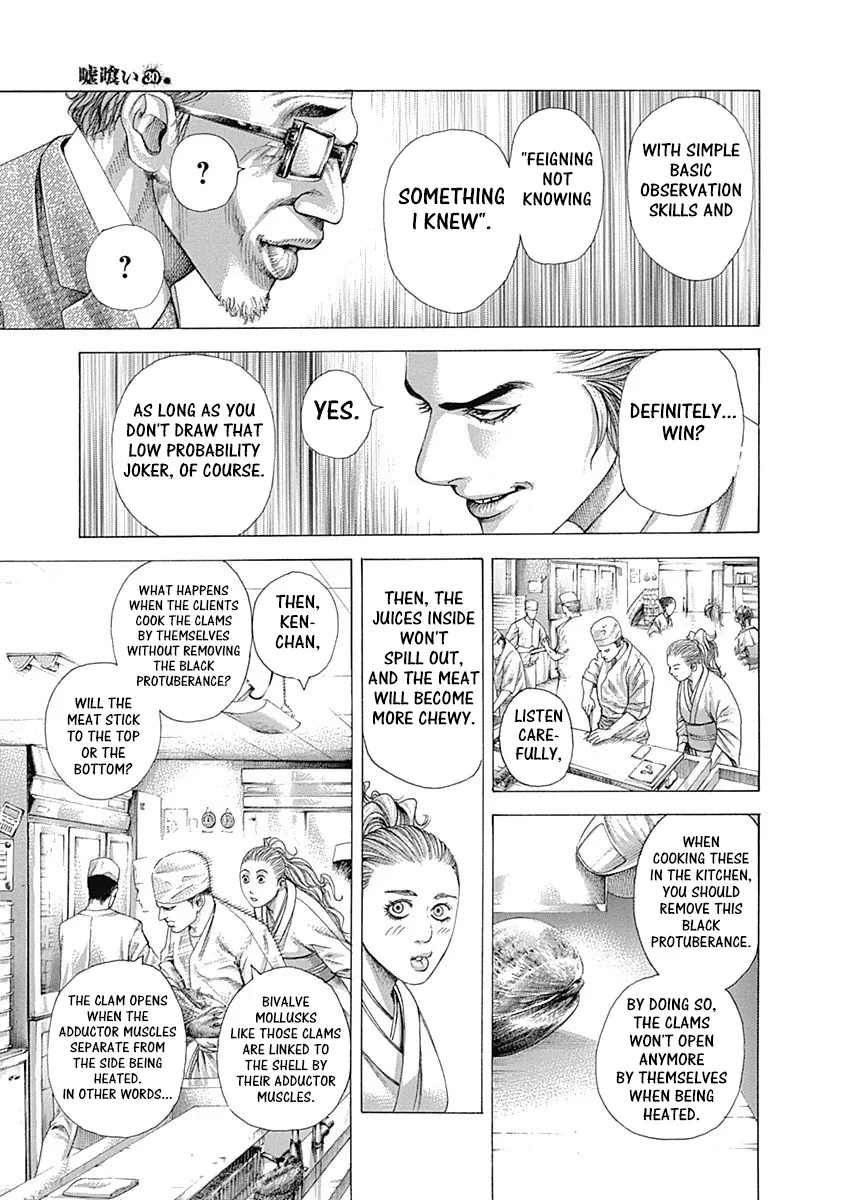 嘘喰い 30
WITH SIMPLE
BASIC
OBSERVATION
SKILLS AND
"FEIGNING
NOT
KNOWING
SOMETHING
I KNEW".
?
?
DEFINITELY...
WIN?
YES.
AS LONG AS YOU
DON'T DRAW THAT
LOW PROBABILITY
JOKER, OF COURSE.
LISTEN
CARE-
FULLY,
WHEN
COOKING THESE
IN THE KITCHEN,
YOU SHOULD
REMOVE THIS
BLACK
PROTUBERANCE.
BY DOING SO,
THE CLAMS
WON'T OPEN
ANYMORE
BY THEMSELVES
WHEN BEING
HEATED.
THEN, THE
JUICES INSIDE
WON'T
SPILL OUT,
AND THE MEAT
WILL BECOME
MORE CHEWY.
THEN,
KEN-
CHAN,
WHAT HAPPENS
WHEN THE CLIENTS
COOK THE CLAMS
BY THEMSELVES
WITHOUT REMOVING
THE BLACK
PROTUBERANCE?
WILL THE
MEAT STICK
TO THE TOP
OR THE
BOTTOM?
BIVALVE
MOLLUSKS
LIKE THOSE CLAMS
ARE LINKED TO
THE SHELL BY
THEIR ADDUCTOR
MUSCLES.
THE CLAM OPENS
WHEN THE
ADDUCTOR MUSCLES
SEPARATE FROM
THE SIDE BEING
HEATED.
IN OTHER WORDS...